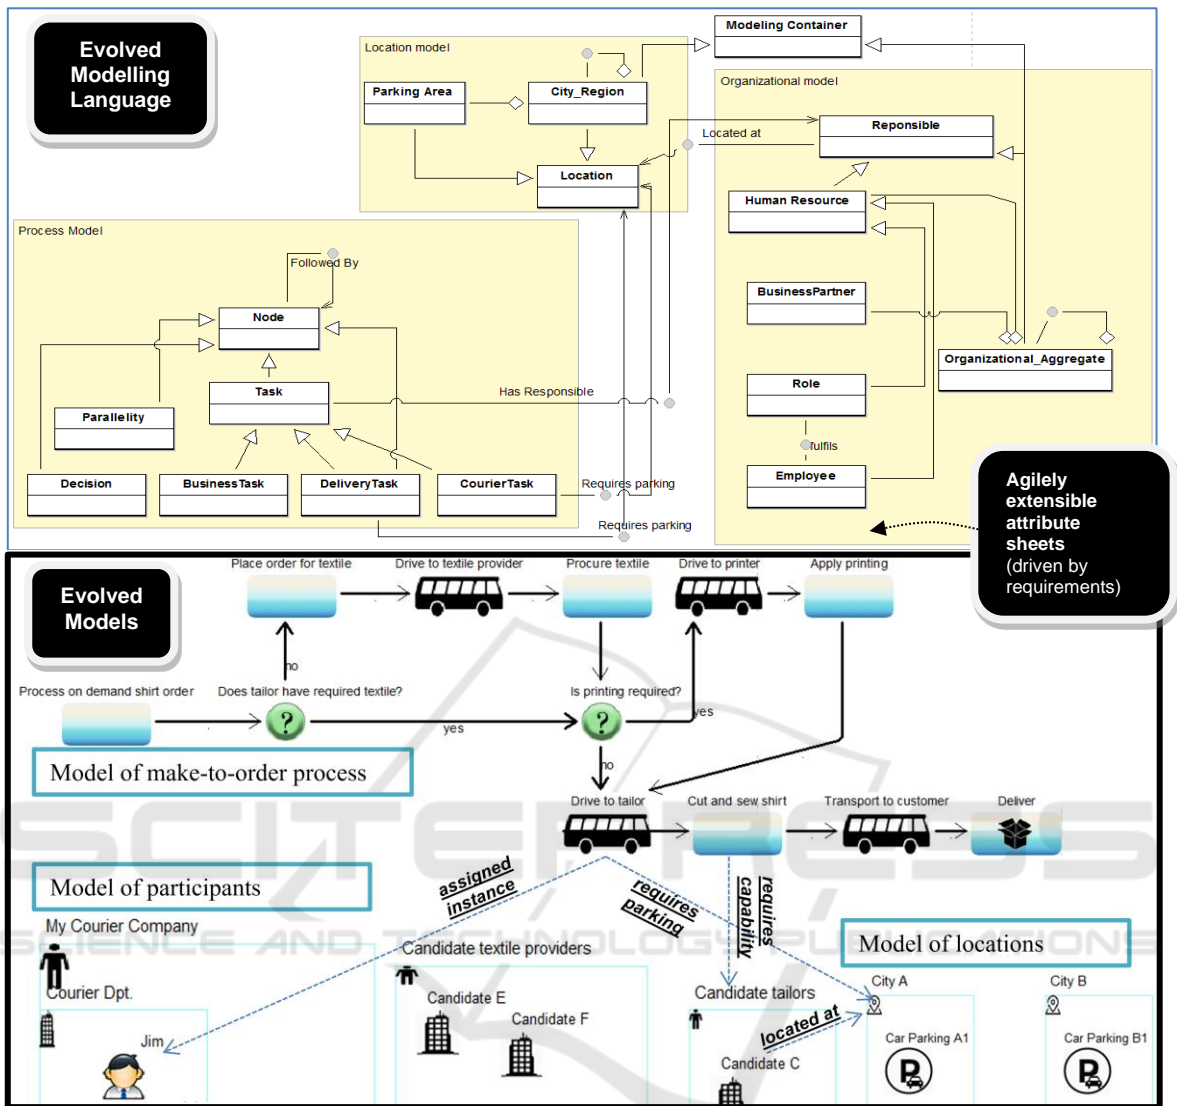 Evolved
Modelling
Language
Location model
Modeling Container
Organizational model
Parking Area
City_Region
Location
Located at
Reponsible
Human Resource
BusinessPartner
Organizational_Aggregate
Role
fulfils
Employee
Process Model
Followed By
Node
Task
Has Responsible
Parallelity
Decision
BusinessTask
DeliveryTask
CourierTask
Requires parking
Requires parking
Agilely
extensible
attribute
sheets
(driven by
requirements)
Evolved
Models
Place order for textile
Drive to textile provider
Procure textile
Drive to printer
Apply printing
no
Process on demand shirt order
Does tailor have required textile?
Is printing required?
yes
yes
no
Model of make-to-order process
Drive to tailor
Cut and sew shirt
Transport to customer
Deliver
Model of participants
assigned
instance
requires
parking
requires
capability
Model of locations
My Courier Company
Courier Dpt.
Jim
Candidate textile providers
Candidate E
Candidate F
Candidate tailors
located at
Candidate C
City A
Car Parking A1
City B
Car Parking B1
SCITEPRESS
SCIENCE AND TECHNOLOGY PUBLICATIONS